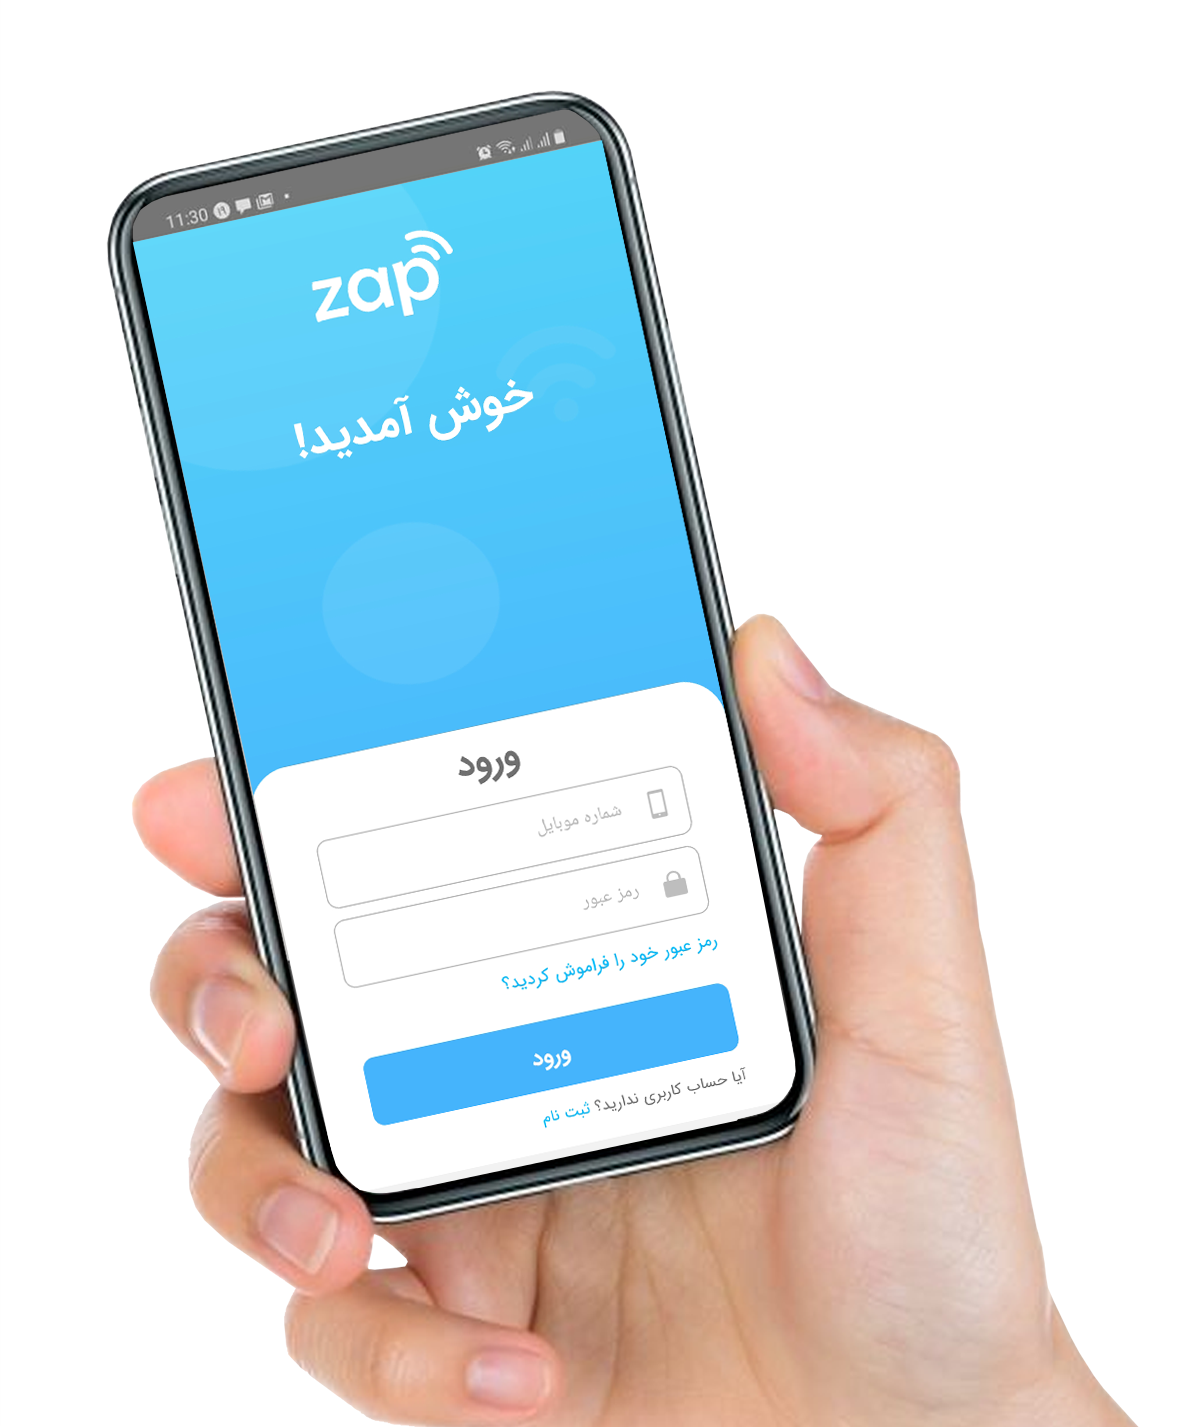 11:30
zap
خوش آمدید!
ورود
شماره موبایل
رمز عبور
رمز عبور خود را فراموش کردید؟
ورود
آیا حساب کاربری ندارید؟ ثبت نام